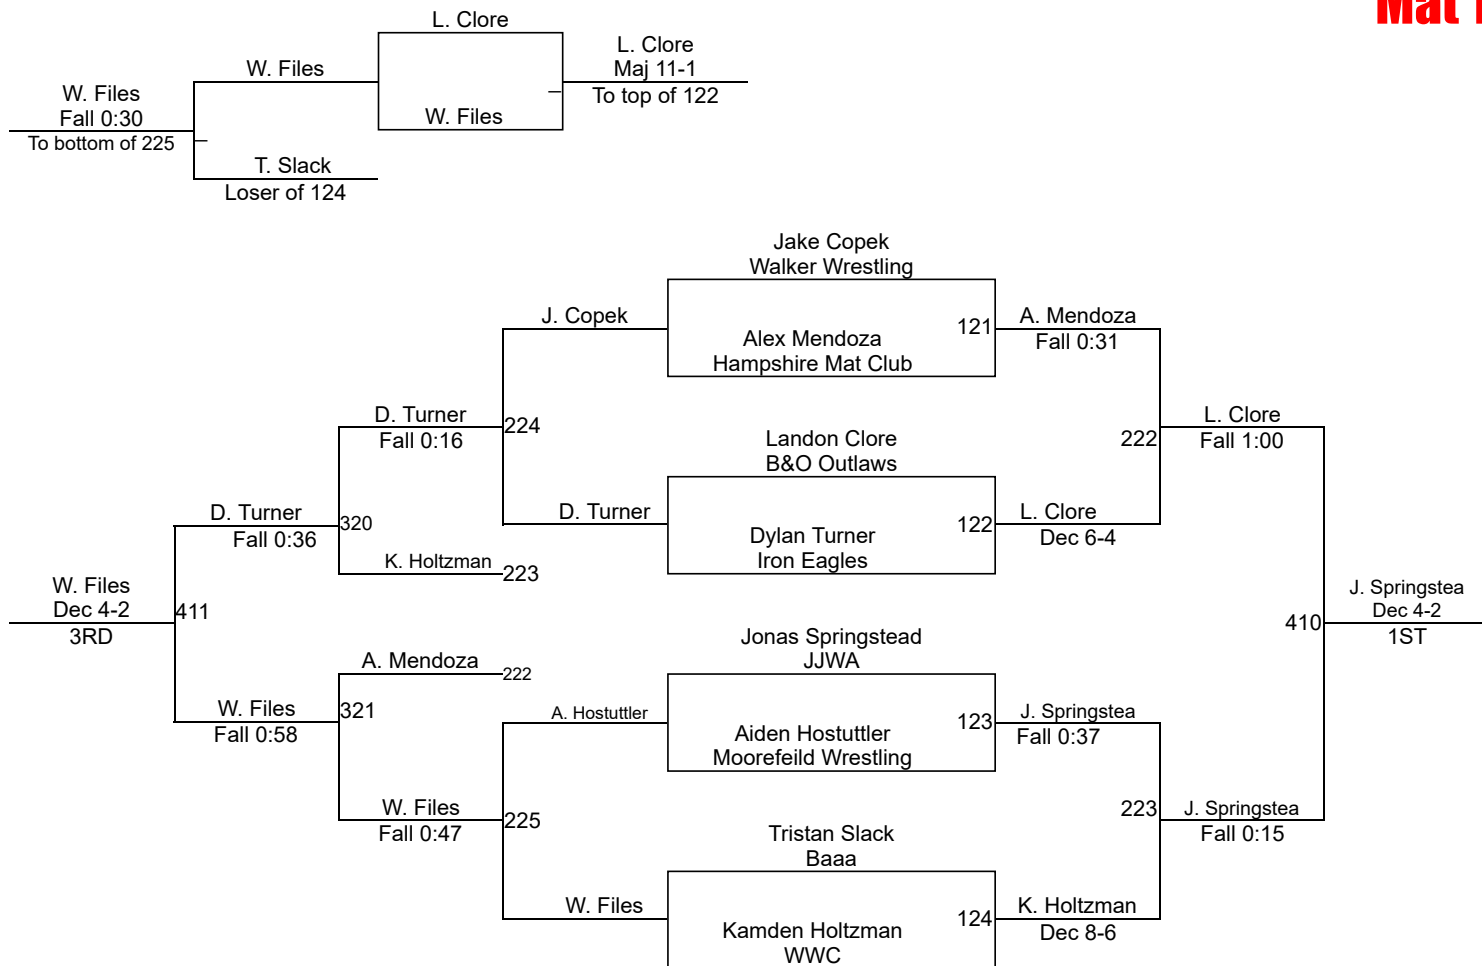 Mat
L. Clore
L. Clore
Maj 11-1
To top of 122
W. Files
W. Files
Fall 0:30
To bottom of 225
W. Files
T. Slack
Loser of 124
Jake Copek
Walker Wrestling
J. Copek
121
A. Mendoza
Alex Mendoza
Hampshire Mat Club
Fall 0:31
D. Turner
Fall 0:16
224
Landon Clore
B&O Outlaws
222
L. Clore
Fall 1:00
D. Turner
Fall 0:36
320
D. Turner
Dylan Turner
Iron Eagles
122
L. Clore
Dec 6-4
K. Holtzman
223
W. Files
Dec 4-2
3RD
411
J. Springstea
Dec 4-2
1ST
410
Jonas Springstead
JJWA
A. Mendoza
222
W. Files
Fall 0:58
321
A. Hostuttler
Aiden Hostuttler
Moorefeild Wrestling
123
J. Springstea
Fall 0:37
W. Files
Fall 0:47
225
Tristan Slack
Baaa
223
J. Springstea
Fall 0:15
W. Files
Kamden Holtzman
WWC
124
K. Holtzman
Dec 8-6